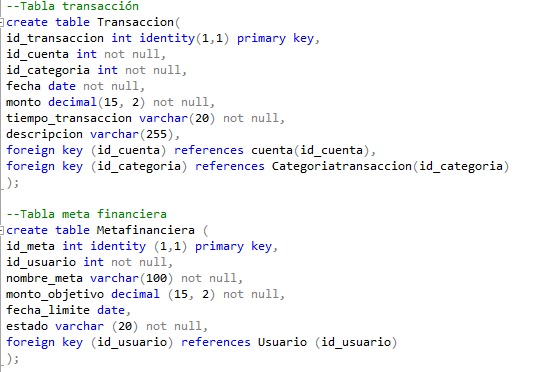 --Tabla transacción
create table Transaccion(
id_transaccion int identity(1,1) primary key,
id_cuenta int not null,
id_categoria int not null,
fecha date not null,
monto decimal(15, 2) not null,
tiempo_transaccion varchar(20) not null,
descripcion varchar(255),
foreign key (id_cuenta) references cuenta(id_cuenta),
foreign key (id_categoria) references Categoriatransaccion(id_categoria)
);
--Tabla meta financiera
create table Metafinanciera (
id_meta int identity (1,1) primary key,
id_usuario int not null,
nombre_meta varchar(100) not null,
monto_objetivo decimal (15, 2) not null,
fecha_limite date,
estado varchar (20) not null,
foreign key (id_usuario) references Usuario (id_usuario)
);